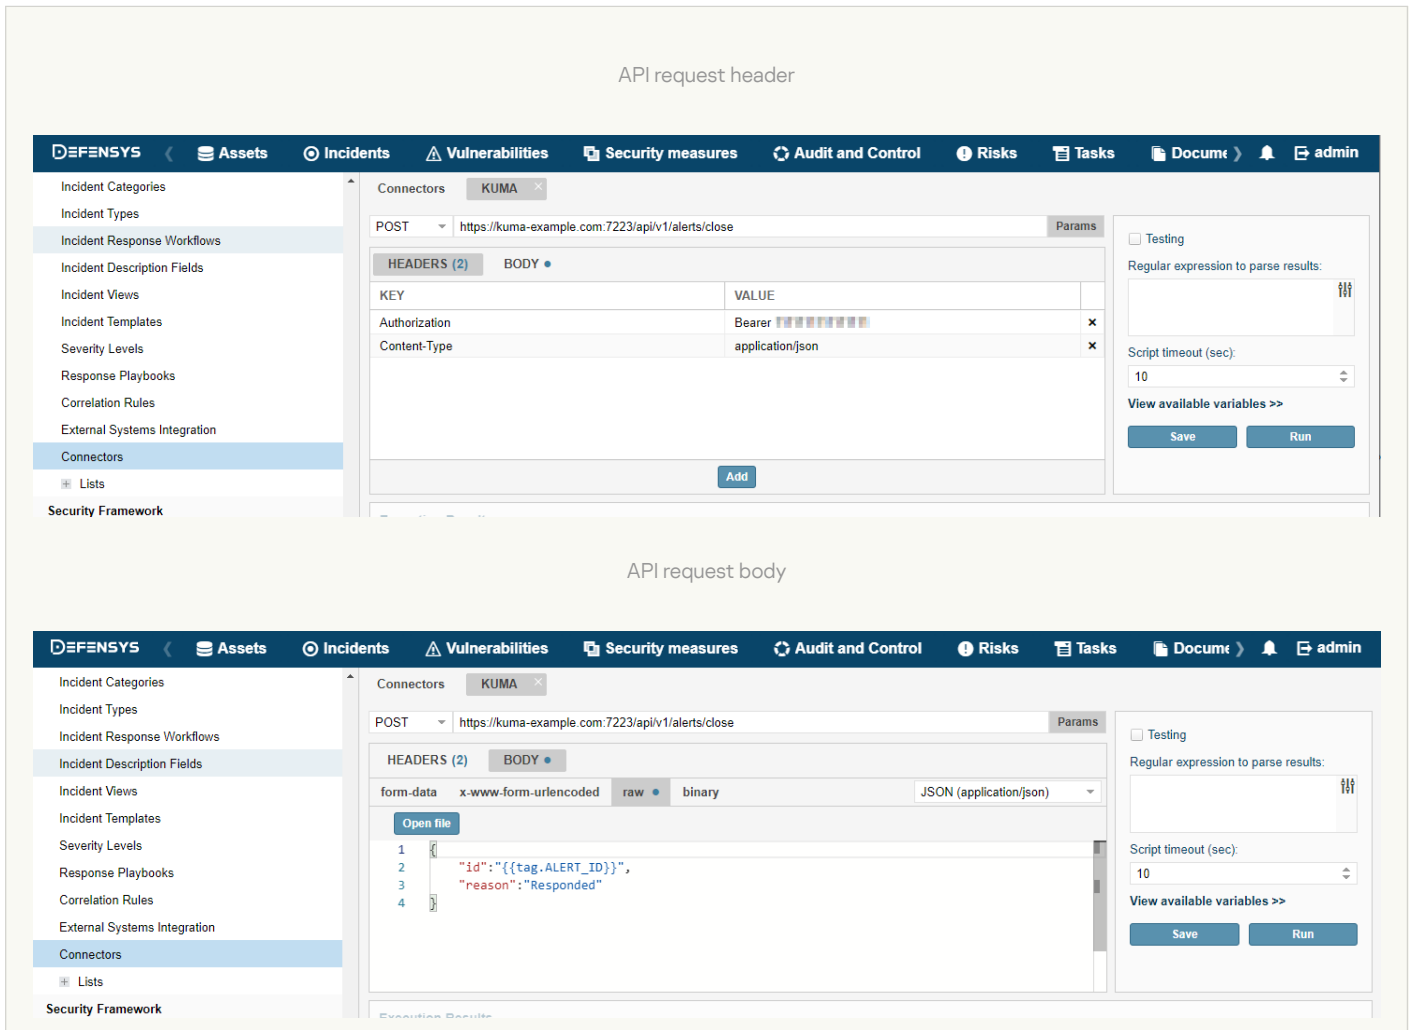 API request header
DEFENSYS Assets Incidents Vulnerabilities Security measures Audit and Control Risks Tasks Docume admin
Incident Categories
Incident Types
Incident Response Workflows
Incident Description Fields
Incident Views
Incident Templates
Severity Levels
Response Playbooks
Correlation Rules
External Systems Integration
Connectors
Lists
Security Framework
Connectors KUMA
POST https://kuma-example.com:7223/api/v1/alerts/close Params
HEADERS (2) BODY
KEY VALUE
Authorization Bearer
Content-Type application/json
Add
Testing
Regular expression to parse results:
Script timeout (sec):
10
View available variables >>
Save Run
API request body
DEFENSYS Assets Incidents Vulnerabilities Security measures Audit and Control Risks Tasks Docume admin
Incident Categories
Incident Types
Incident Response Workflows
Incident Description Fields
Incident Views
Incident Templates
Severity Levels
Response Playbooks
Correlation Rules
External Systems Integration
Connectors
Lists
Security Framework
Connectors KUMA
POST https://kuma-example.com:7223/api/v1/alerts/close Params
HEADERS (2) BODY
form-data x-www-form-urlencoded raw binary JSON (application/json)
Open file
1 {
2 "id":"{{tag.ALERT_ID}}",
3 "reason":"Responded"
4 }
Execution Results
Testing
Regular expression to parse results:
Script timeout (sec):
10
View available variables >>
Save Run